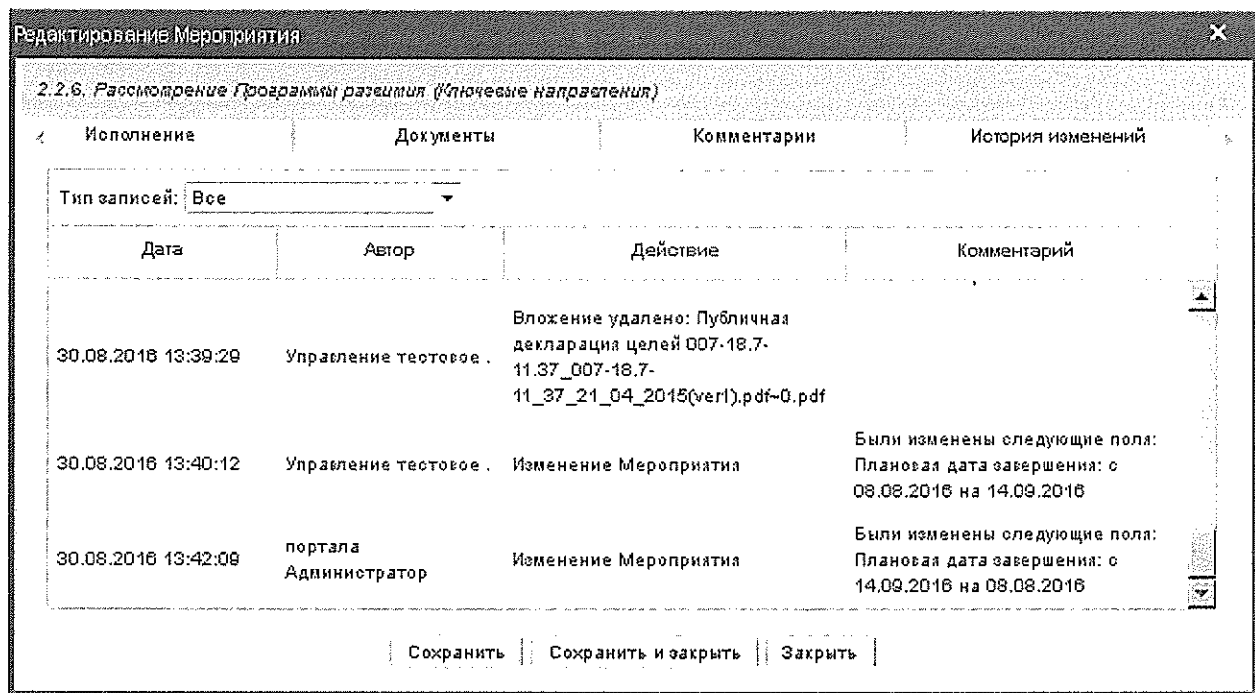 Редактирование Мероприятия
2.2.6. Рассмотрение Программы развития (Ключевые направления)
Исполнение Документы Комментарии История изменений
Тип записей: Все
Дата Автор Действие Комментарий
30.08.2016 13:39:29 Управление тестовое .
Вложение удалено: Публичная
декларация целей 007-18.7-
11.37_007-18.7-
11_37_21_04_2015(verI).pdf~0.pdf
30.08.2016 13:40:12 Управление тестовое . Изменение Мероприятия
Были изменены следующие поля:
Плановая дата завершения: с
08.08.2016 на 14.09.2016
30.08.2016 13:42:09
портала
Администратор
Изменение Мероприятия
Были изменены следующие поля:
Плановая дата завершения: с
14.09.2016 на 08.08.2016
Сохранить Сохранить и закрыть Закрыть